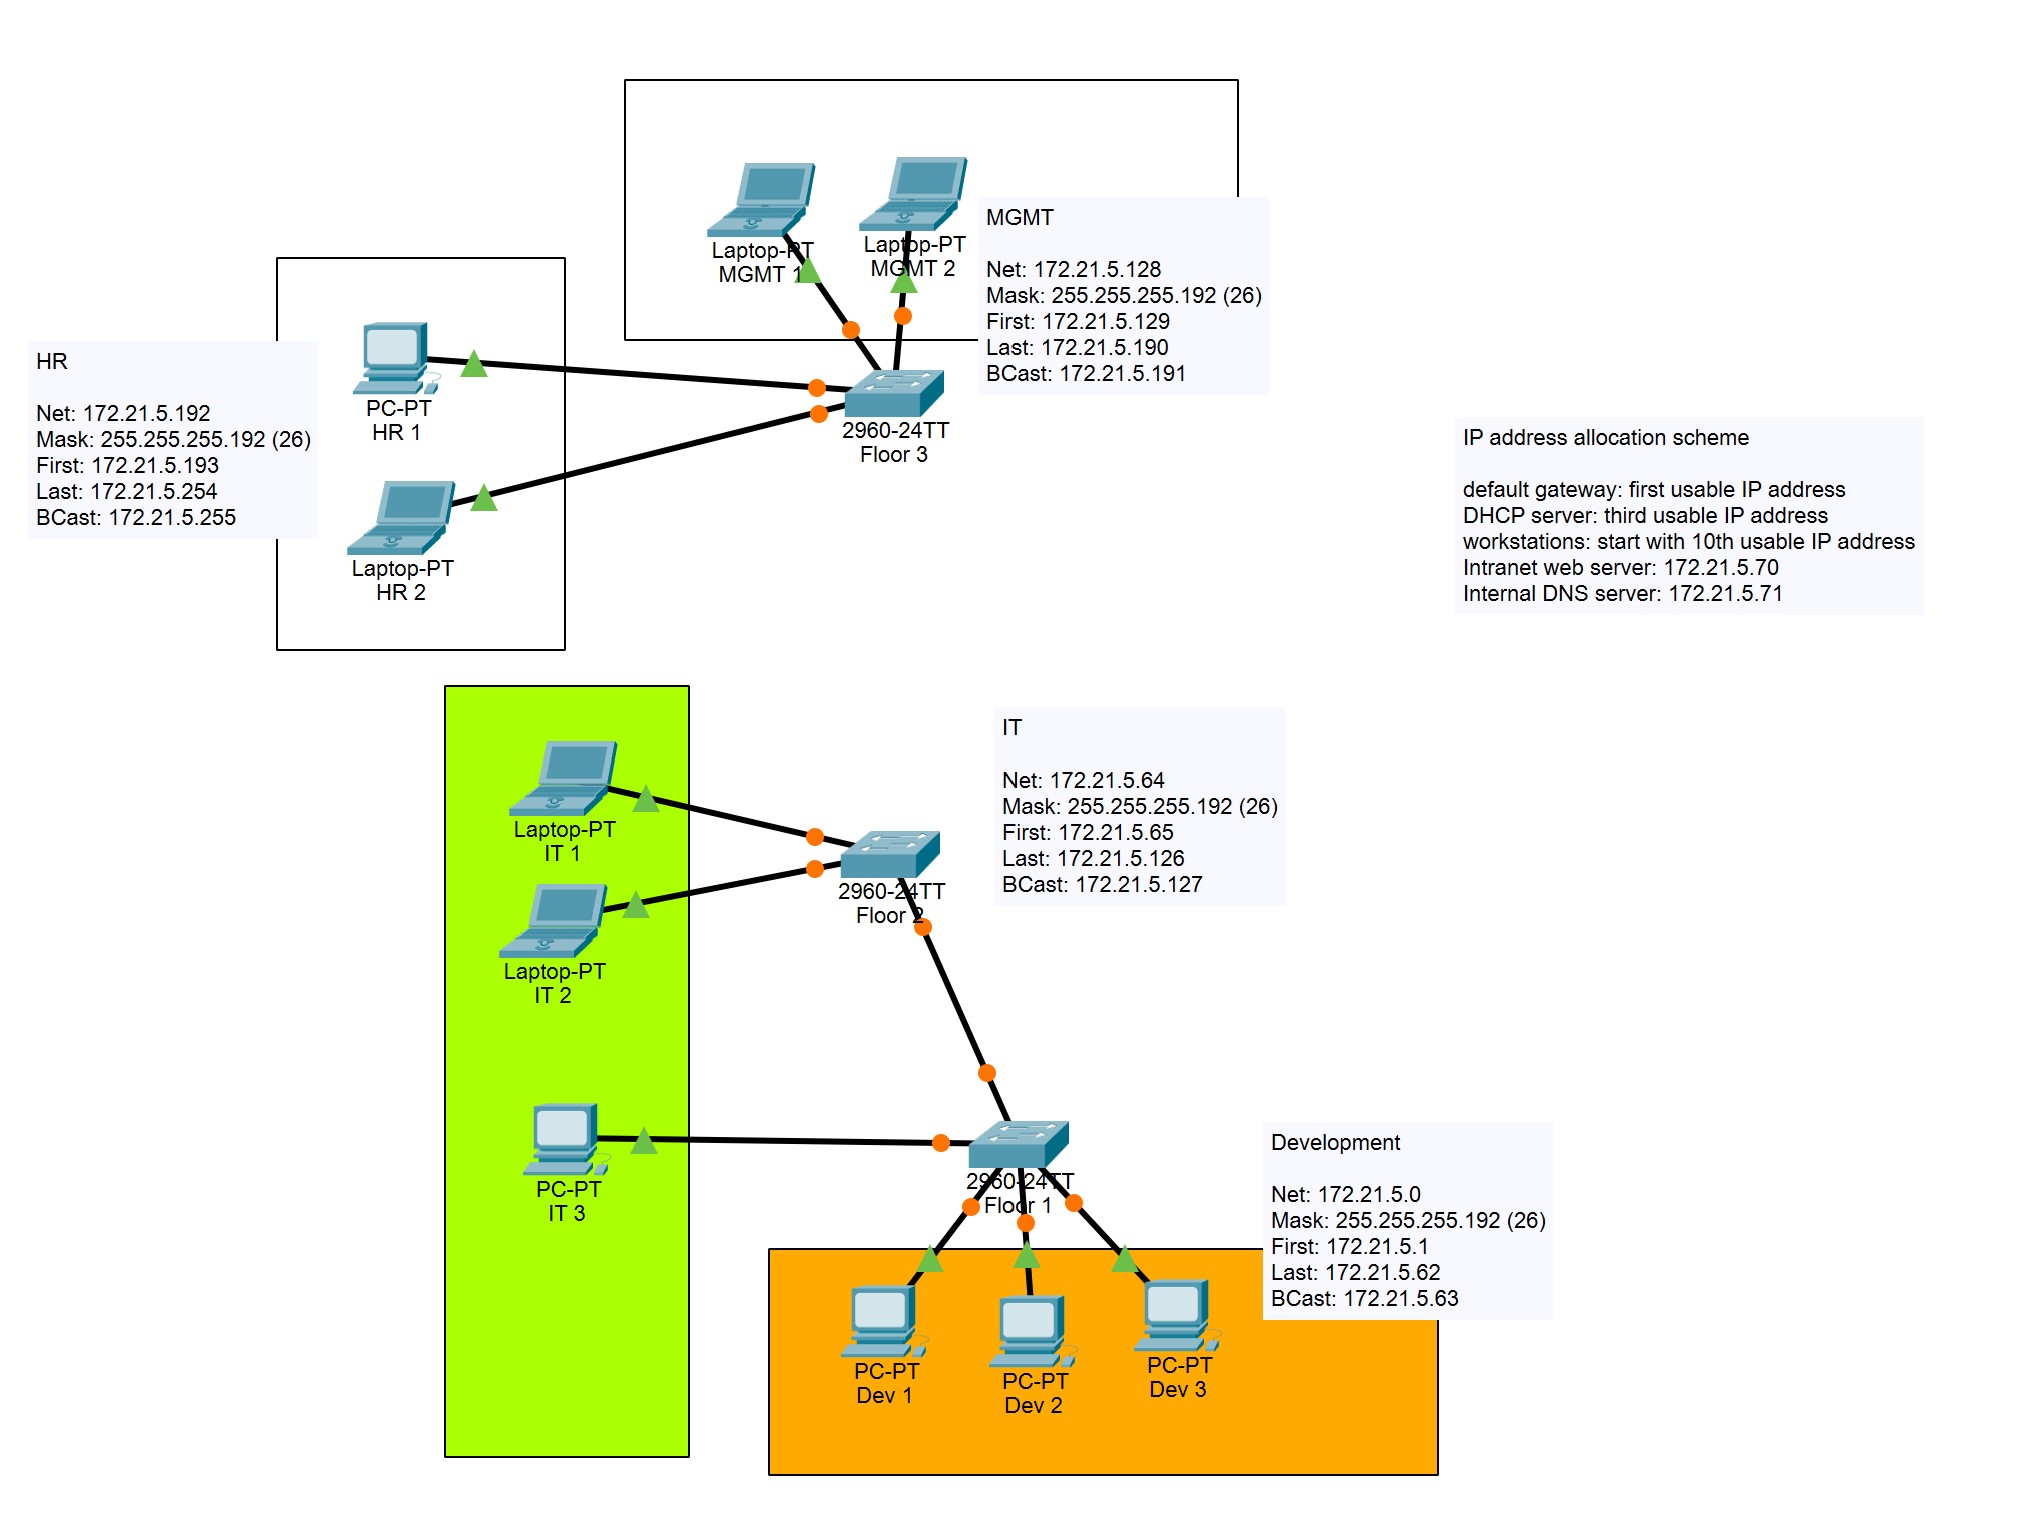 MGMT
Net: 172.21.5.128
Mask: 255.255.255.192 (26)
First: 172.21.5.129
Last: 172.21.5.190
BCast: 172.21.5.191
Laptop-PT
MGMT 1
Laptop-PT
MGMT 2
HR
Net: 172.21.5.192
Mask: 255.255.255.192 (26)
First: 172.21.5.193
Last: 172.21.5.254
BCast: 172.21.5.255
PC-PT
HR 1
Laptop-PT
HR 2
2960-24TT
Floor 3
IP address allocation scheme
default gateway: first usable IP address
DHCP server: third usable IP address
workstations: start with 10th usable IP address
Intranet web server: 172.21.5.70
Internal DNS server: 172.21.5.71
Laptop-PT
IT 1
Laptop-PT
IT 2
2960-24TT
Floor 2
IT
Net: 172.21.5.64
Mask: 255.255.255.192 (26)
First: 172.21.5.65
Last: 172.21.5.126
BCast: 172.21.5.127
PC-PT
IT 3
2960-24TT
Floor 1
Development
Net: 172.21.5.0
Mask: 255.255.255.192 (26)
First: 172.21.5.1
Last: 172.21.5.62
BCast: 172.21.5.63
PC-PT
Dev 1
PC-PT
Dev 2
PC-PT
Dev 3